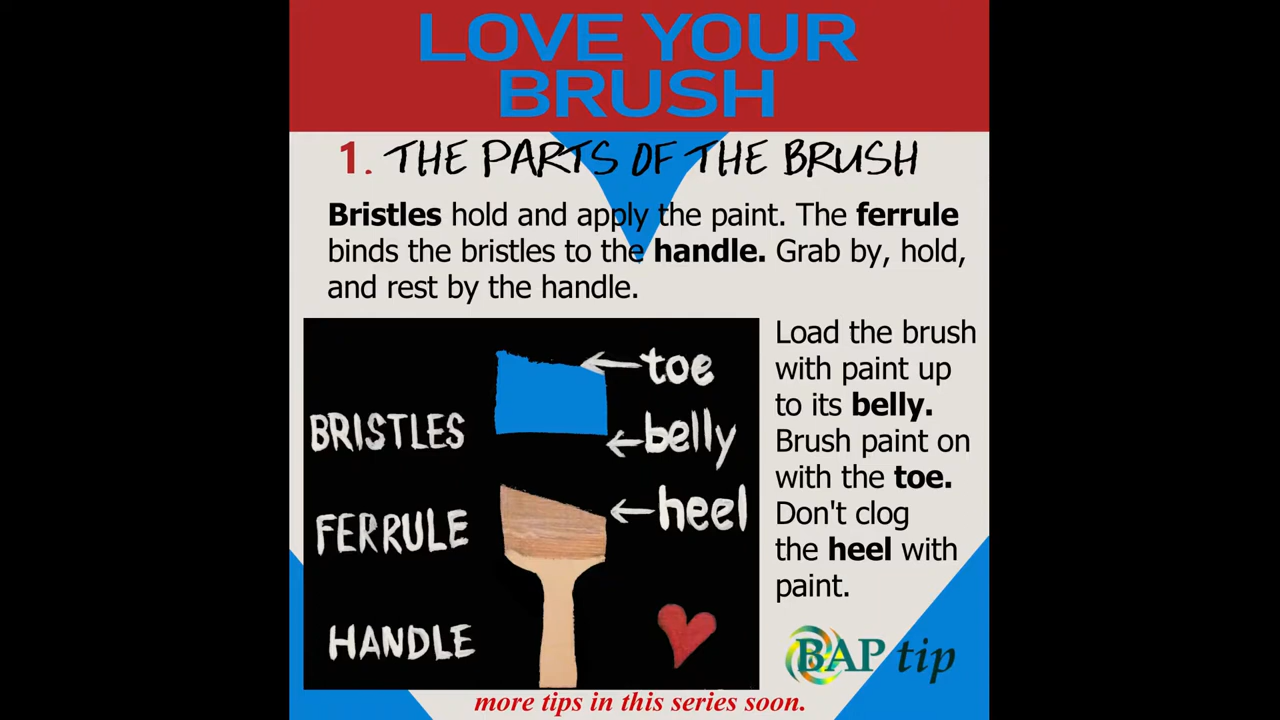 LOVE YOUR
BRUSH
1. THE PARTS OF THE BRUSH
Bristles hold and apply the paint. The ferrule
binds the bristles to the handle. Grab by, hold,
and rest by the handle.
BRISTLES
FERRULE
HANDLE
toe
belly
heel
Load the brush
with paint up
to its belly.
Brush paint on
with the toe.
Don't clog
the heel with
paint.
BAP tip
more tips in this series soon.